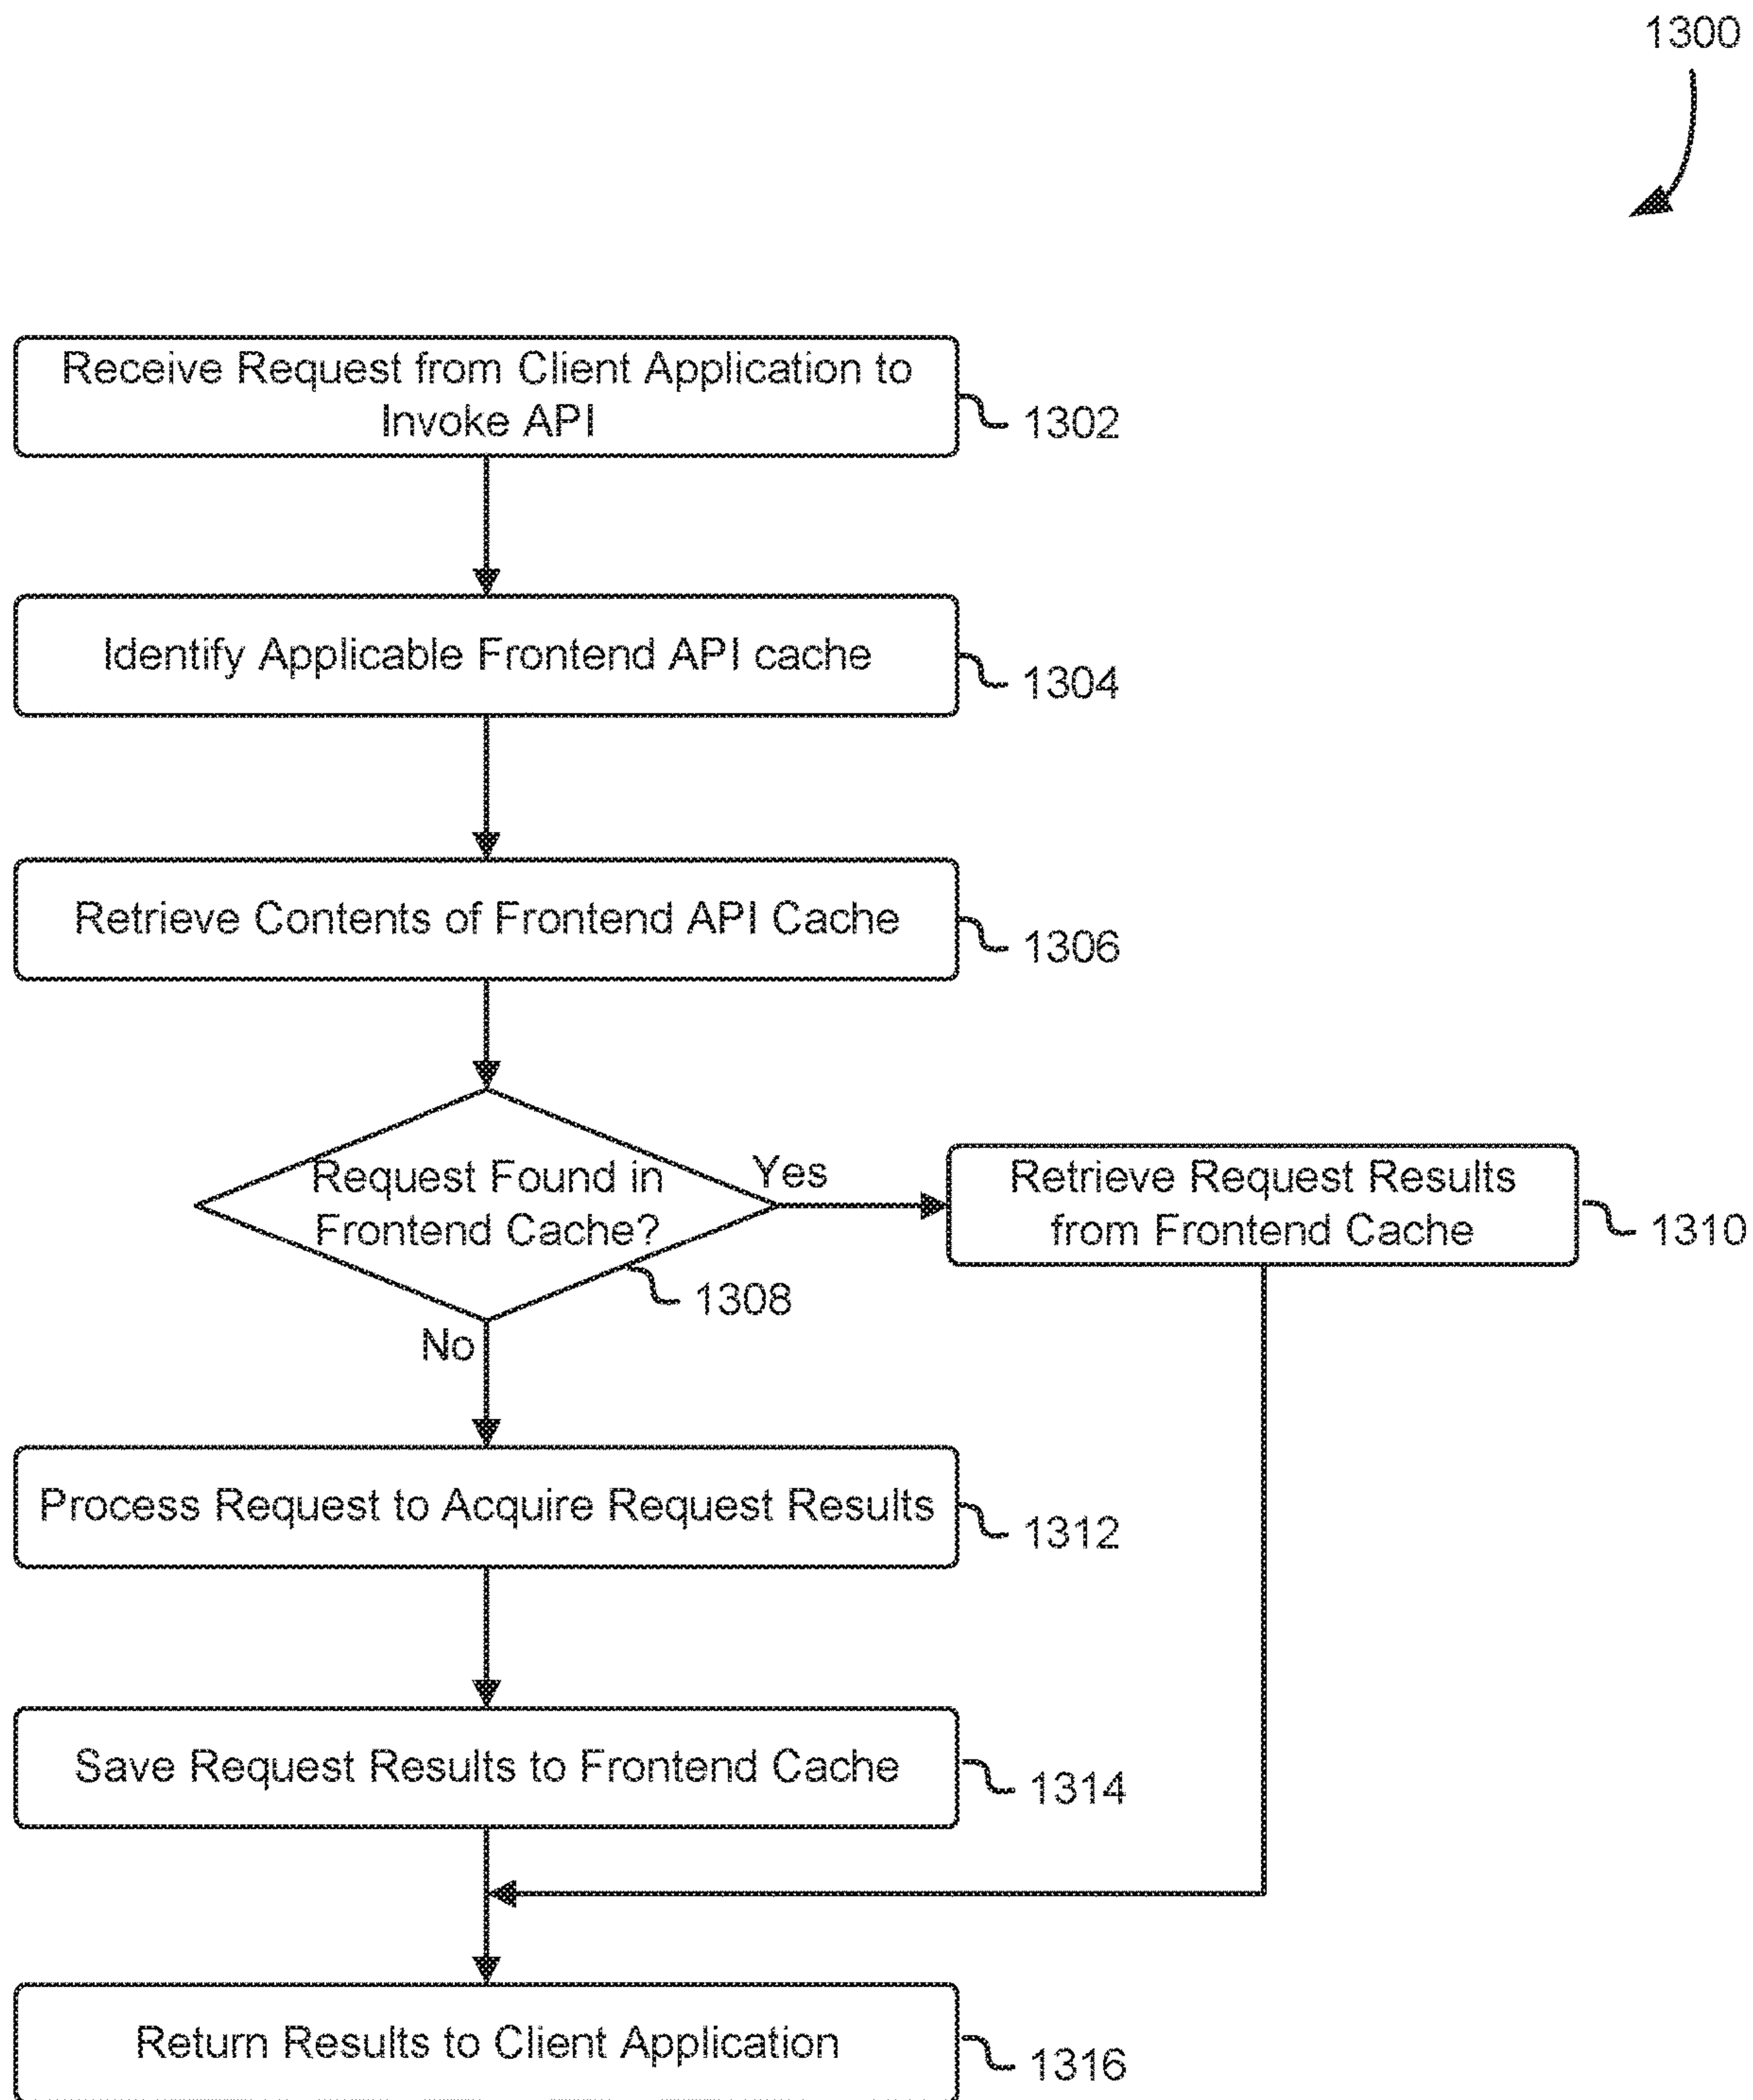 1300
Receive Request from Client Application to
Invoke API
1302
Identify Applicable Frontend API cache
1304
Retrieve Contents of Frontend API Cache
1306
Request Found in
Frontend Cache?
1308
Yes
Retrieve Request Results
from Frontend Cache
1310
No
Process Request to Acquire Request Results
1312
Save Request Results to Frontend Cache
1314
Return Results to Client Application
1316